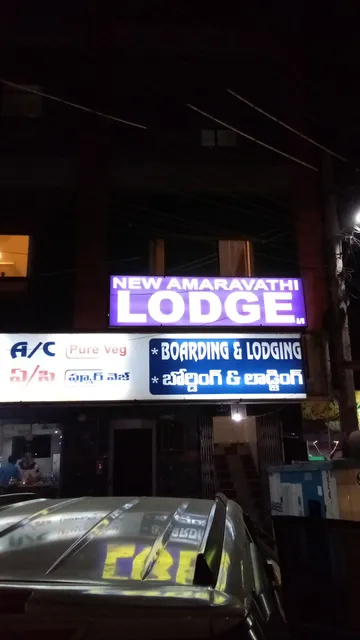 NEW AMARAVATHI
LODGE
A/C Pure Veg
ఏ/సి ప్యూర్ వెజ్
* BOARDING & LODGING
* బోర్డింగ్ & లాడ్జింగ్